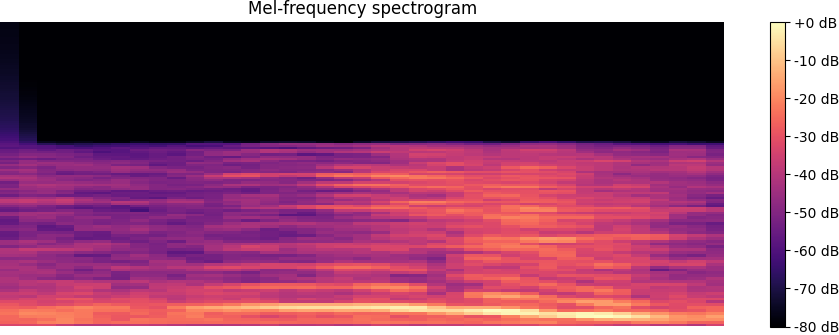 Mel-frequency spectrogram
+0 dB
-10 dB
-20 dB
-30 dB
-40 dB
-50 dB
-60 dB
-70 dB
-80 dB